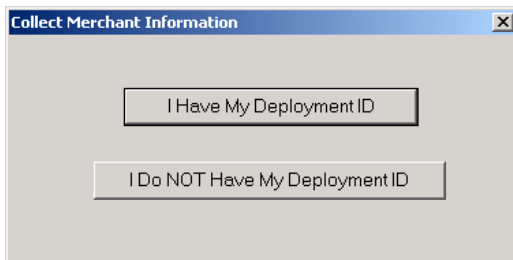 Collect Merchant Information
I Have My Deployment ID
I Do NOT Have My Deployment ID